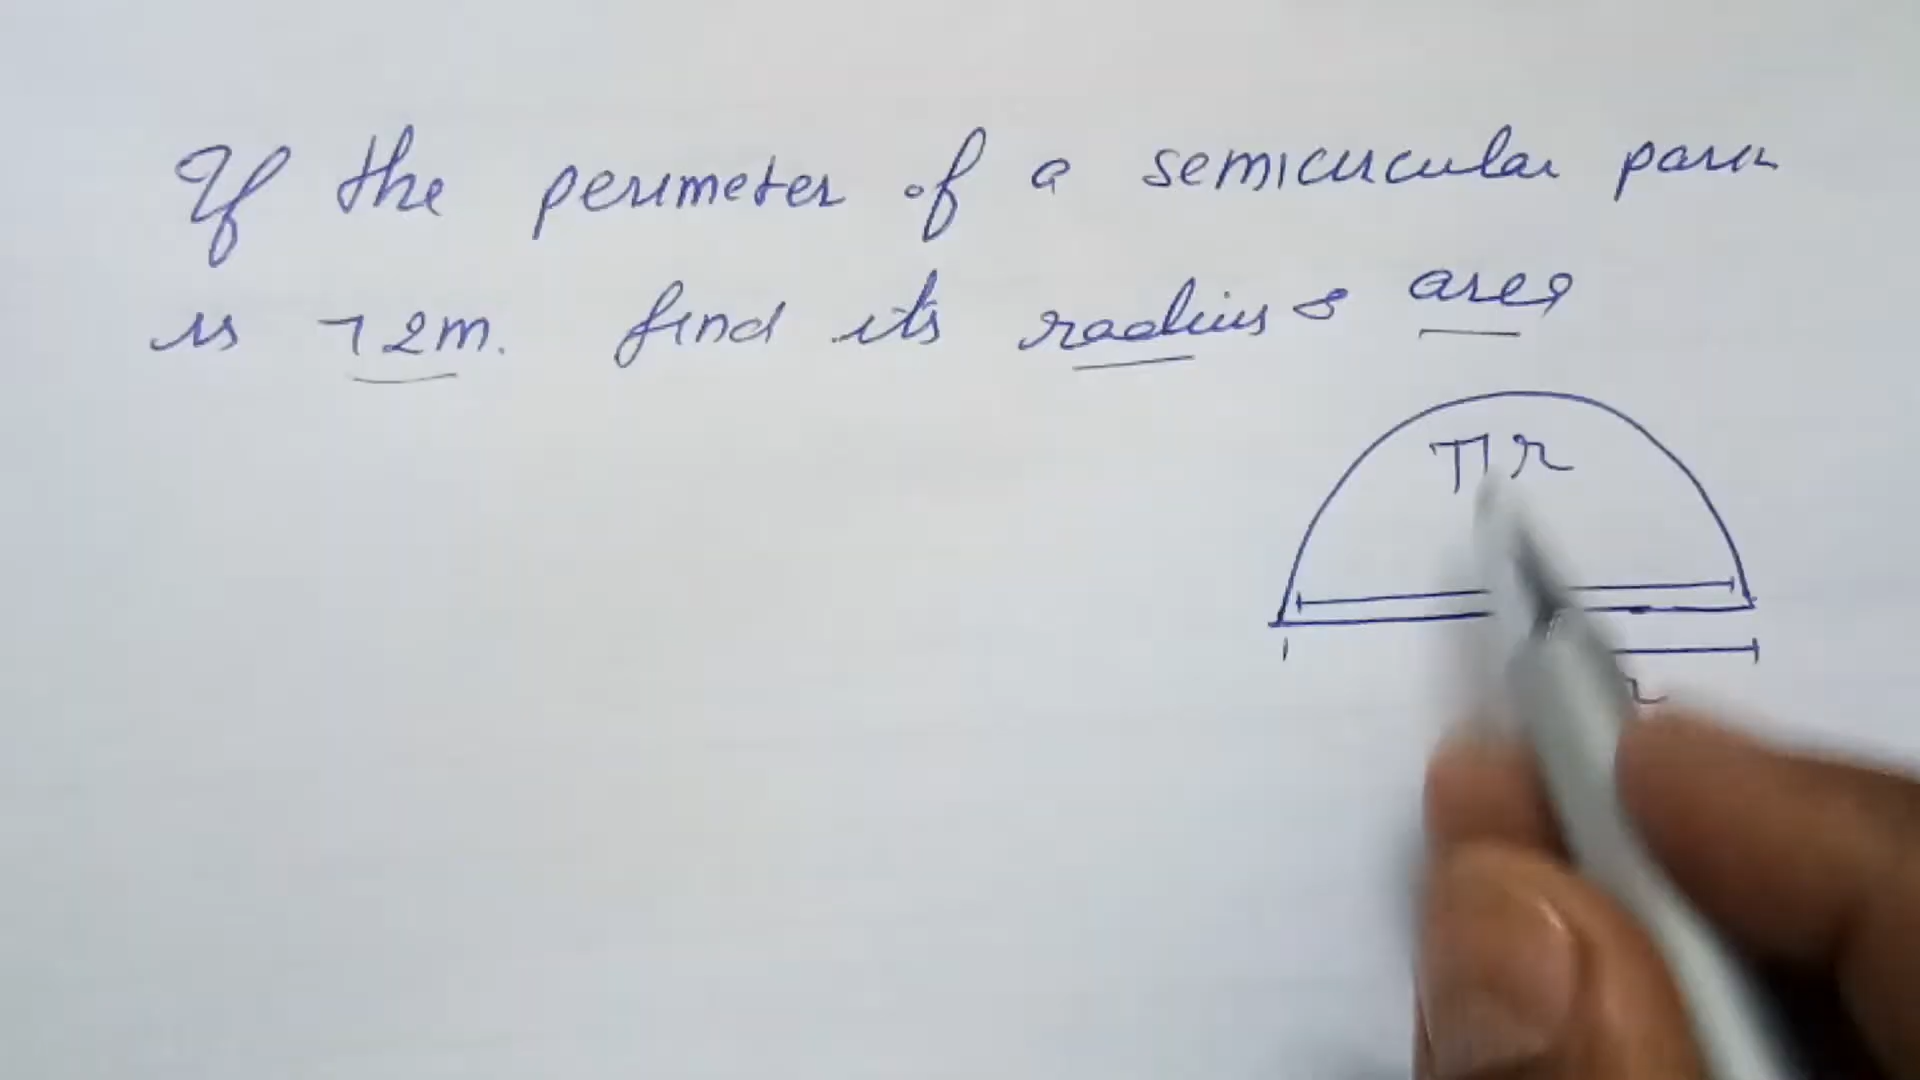 If the perimeter of a semicircular park
is 72m. find its radius & area
πr
r